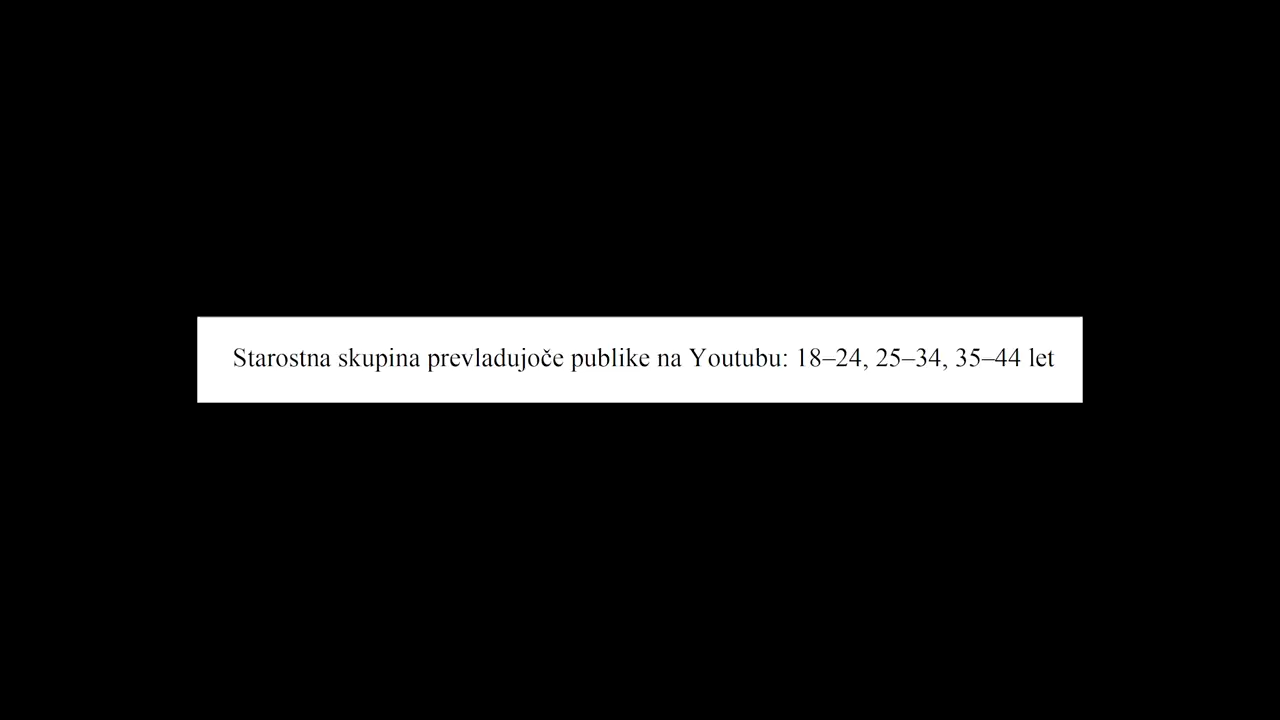 Starostna skupina prevladujoče publike na Youtubu: 18–24, 25–34, 35–44 let